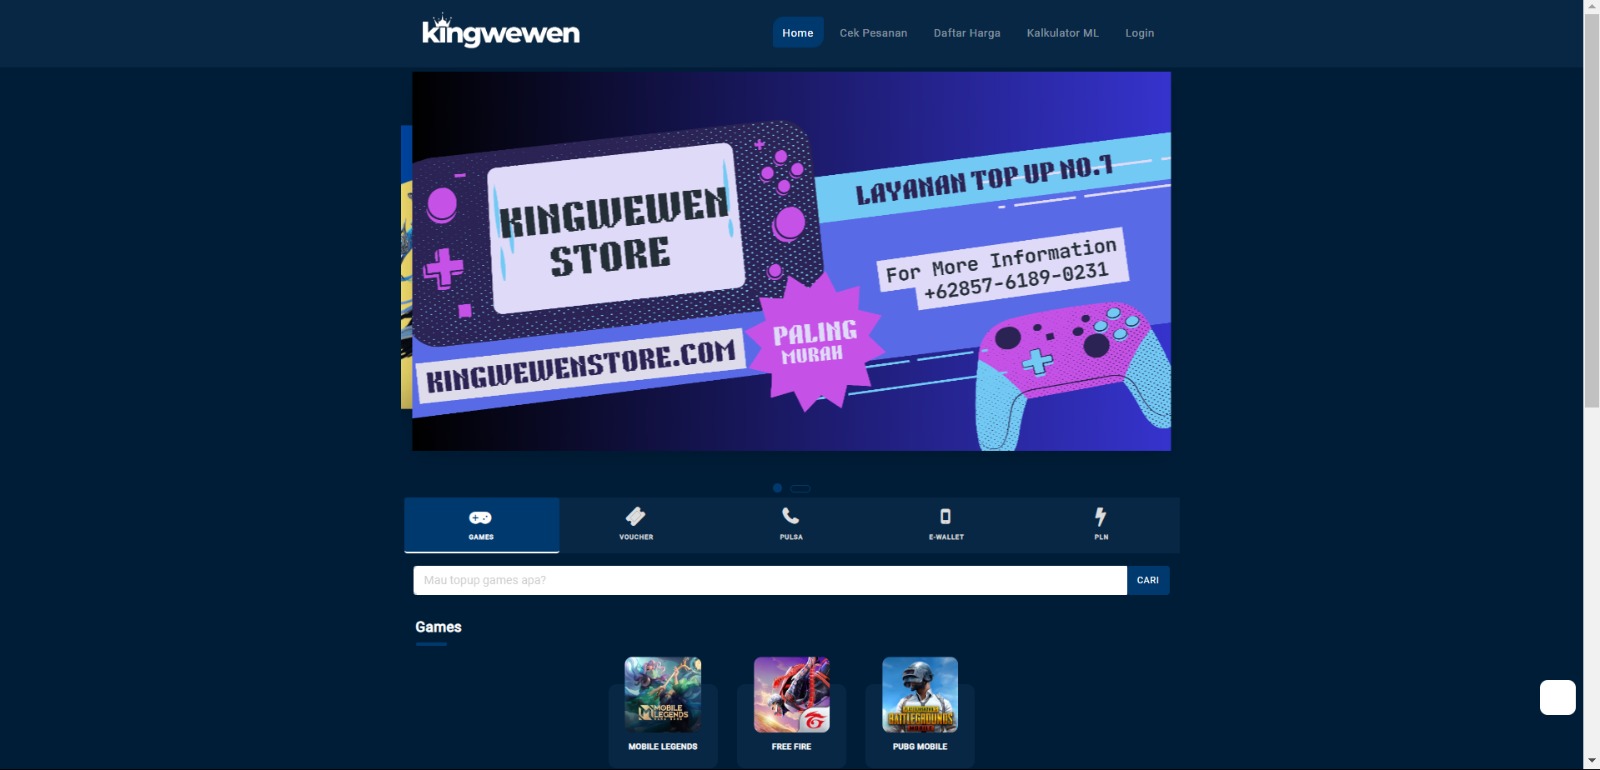 kingwewen
Home
Cek Pesanan
Daftar Harga
Kalkulator ML
Login
KINGWEWEN
STORE
LAYANAN TOP UP NO.1
For More Information
+62857-6189-0231
PALING
MURAH
KINGWEWENSTORE.COM
GAMES
VOUCHER
PULSA
E-WALLET
PLN
Mau topup games apa?
CARI
Games
MOBILE
LEGENDS
BATTLEGROUNDS
MOBILE
MOBILE LEGENDS
FREE FIRE
PUBG MOBILE